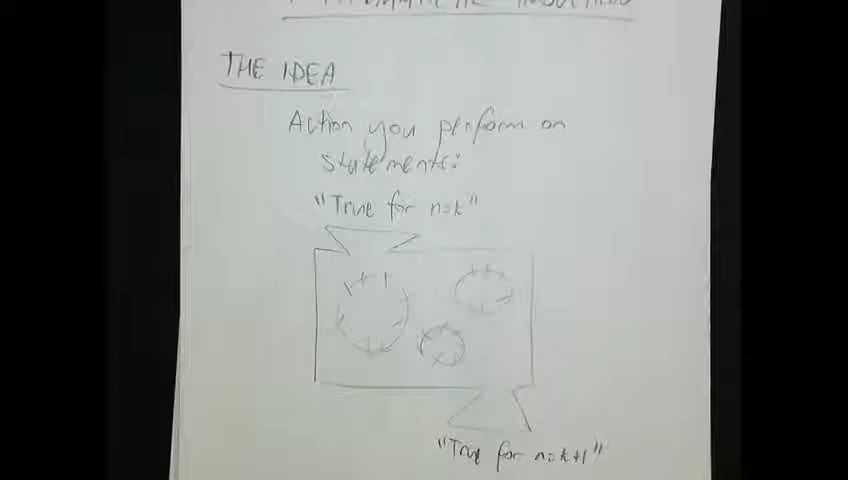 THE IDEA
Action you perform on
statements:
"True for n=k"
"True for n=k+1"